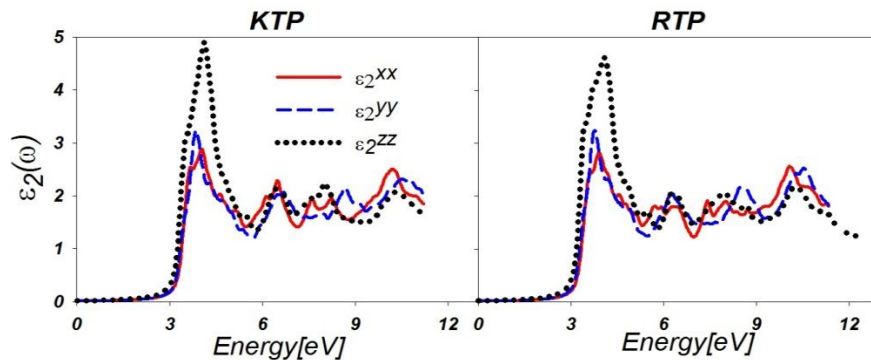 KTP RTP
5
4
3
2
1
0
ε2(ω)
ε2xx
ε2yy
ε2zz
0 3 6 9 12 0 3 6 9 12
Energy[eV] Energy[eV]